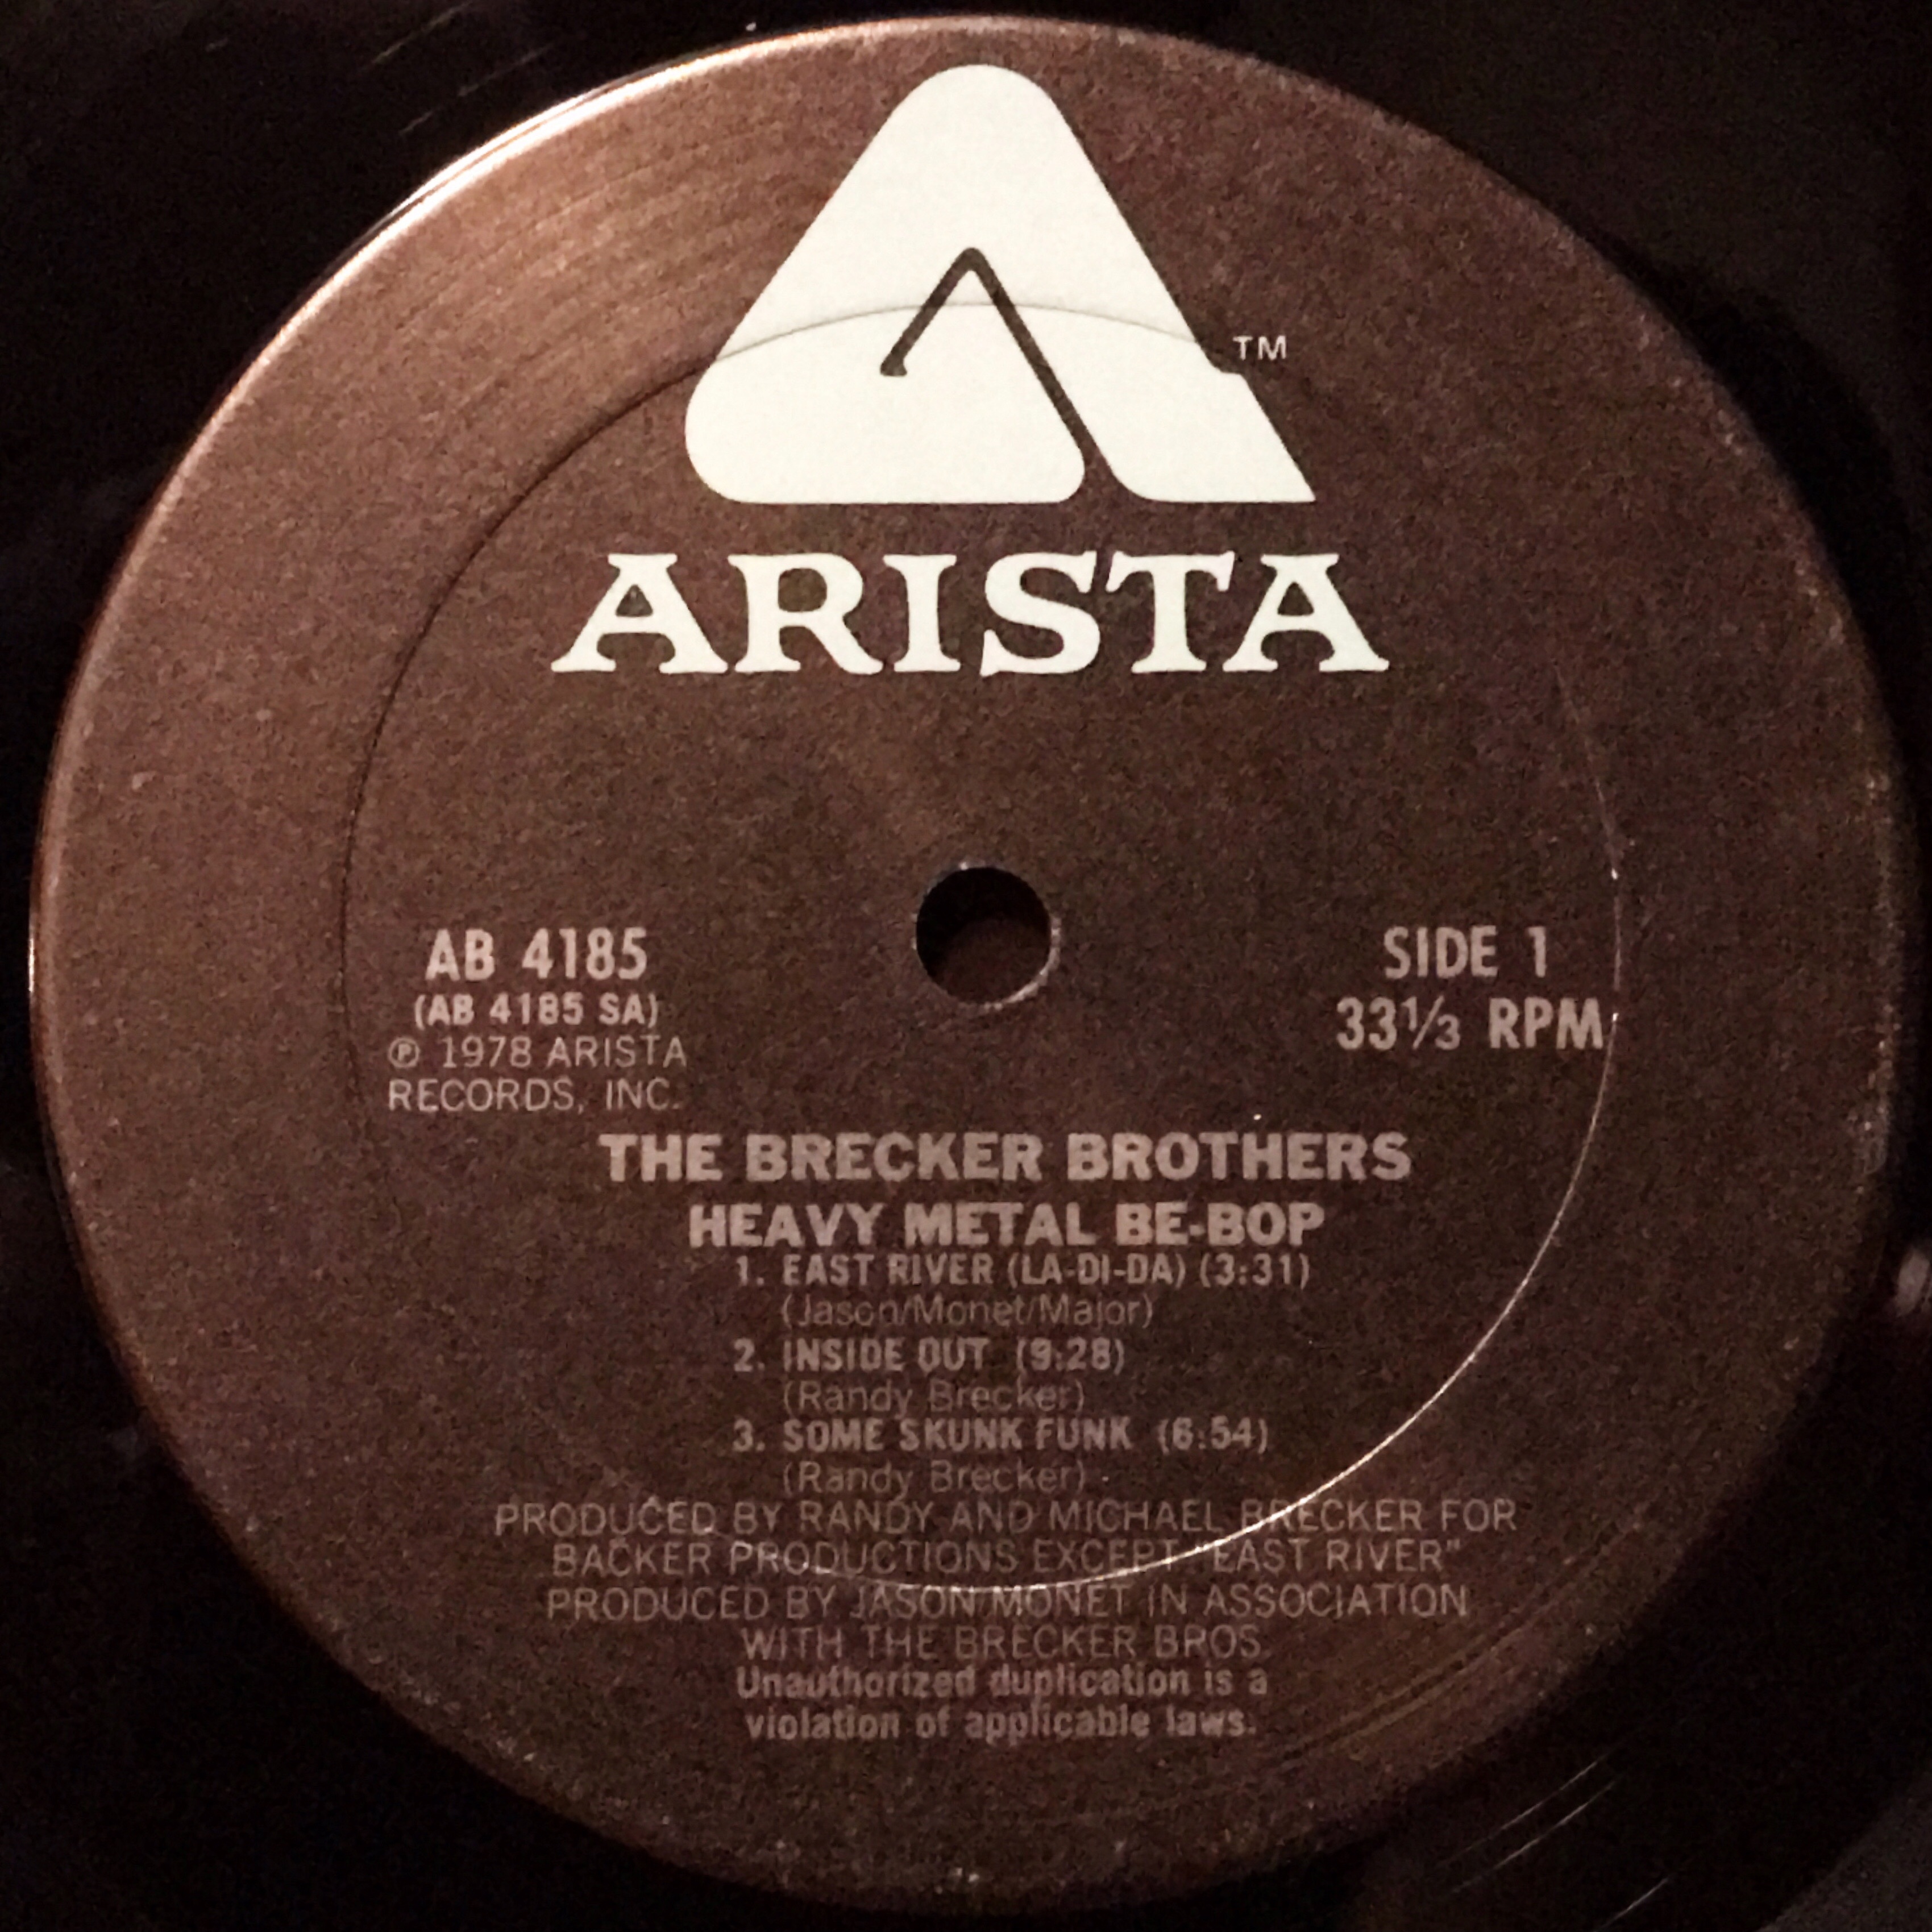 TM
ARISTA
AB 4185
(AB 4185 SA)
℗ 1978 ARISTA
RECORDS, INC.
SIDE 1
33⅓ RPM
THE BRECKER BROTHERS
HEAVY METAL BE-BOP
1. EAST RIVER (LA-DI-DA) (3:31)
(Jason/Monet/Major)
2. INSIDE OUT (9:28)
(Randy Brecker)
3. SOME SKUNK FUNK (6:54)
(Randy Brecker)
PRODUCED BY RANDY AND MICHAEL BRECKER FOR
BACKER PRODUCTIONS EXCEPT "EAST RIVER"
PRODUCED BY JASON/MONET IN ASSOCIATION
WITH THE BRECKER BROS.
Unauthorized duplication is a
violation of applicable laws.